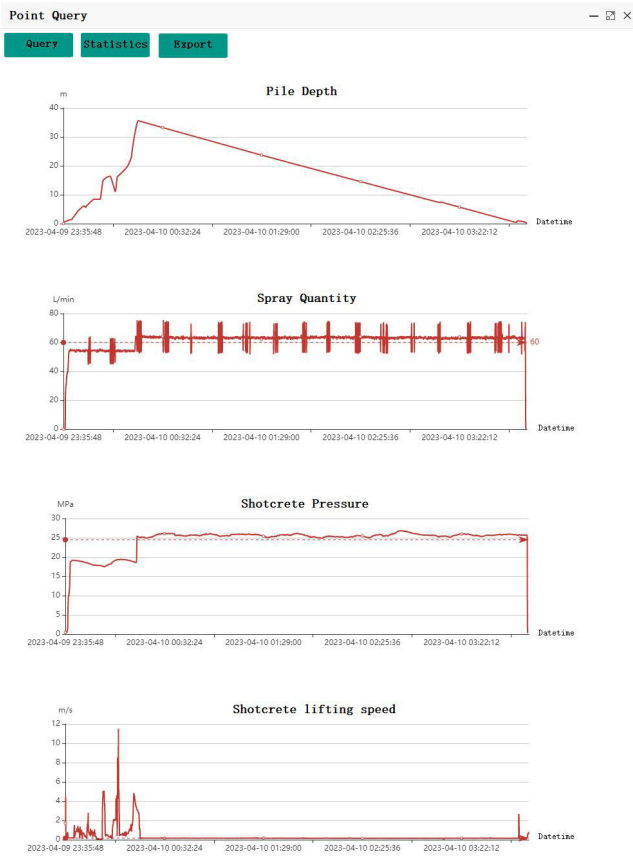 Point Query
Query Statistics Export
Pile Depth
m
40
30
20
10
0
Datetime
2023-04-09 23:35:48 2023-04-10 00:32:24 2023-04-10 01:29:00 2023-04-10 02:25:36 2023-04-10 03:22:12
Spray Quantity
L/min
80
60
60
40
20
0
Datetime
2023-04-09 23:35:48 2023-04-10 00:32:24 2023-04-10 01:29:00 2023-04-10 02:25:36 2023-04-10 03:22:12
Shotcrete Pressure
MPa
30
25
20
15
10
5
0
Datetime
2023-04-09 23:35:48 2023-04-10 00:32:24 2023-04-10 01:29:00 2023-04-10 02:25:36 2023-04-10 03:22:12
Shotcrete lifting speed
m/s
12
10
8
6
4
2
0
Datetime
2023-04-09 23:35:48 2023-04-10 00:32:24 2023-04-10 01:29:00 2023-04-10 02:25:36 2023-04-10 03:22:12